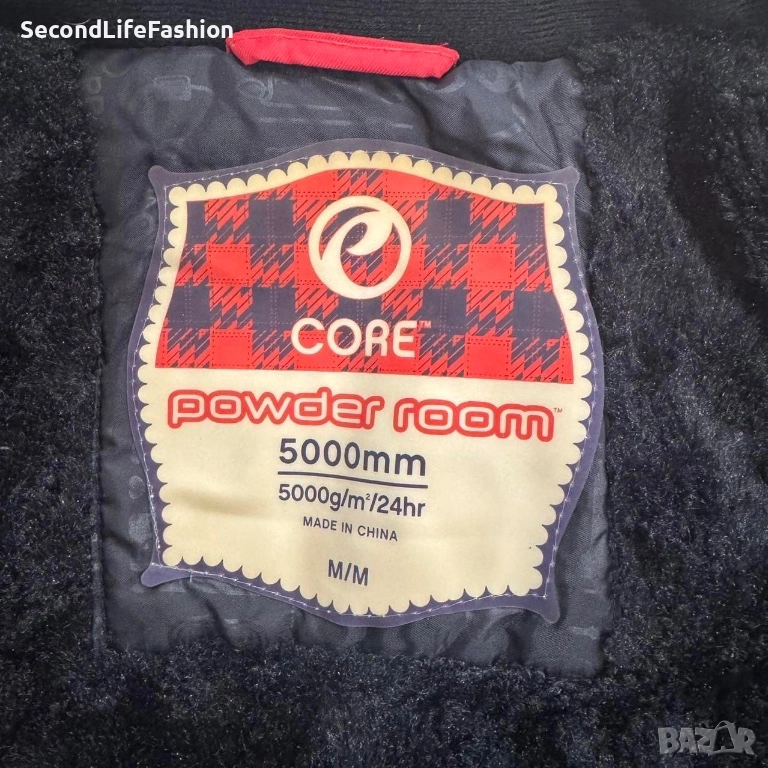 SecondLifeFashion
CORE™
powder room™
5000mm
5000g/m²/24hr
MADE IN CHINA
M/M
BAZAR